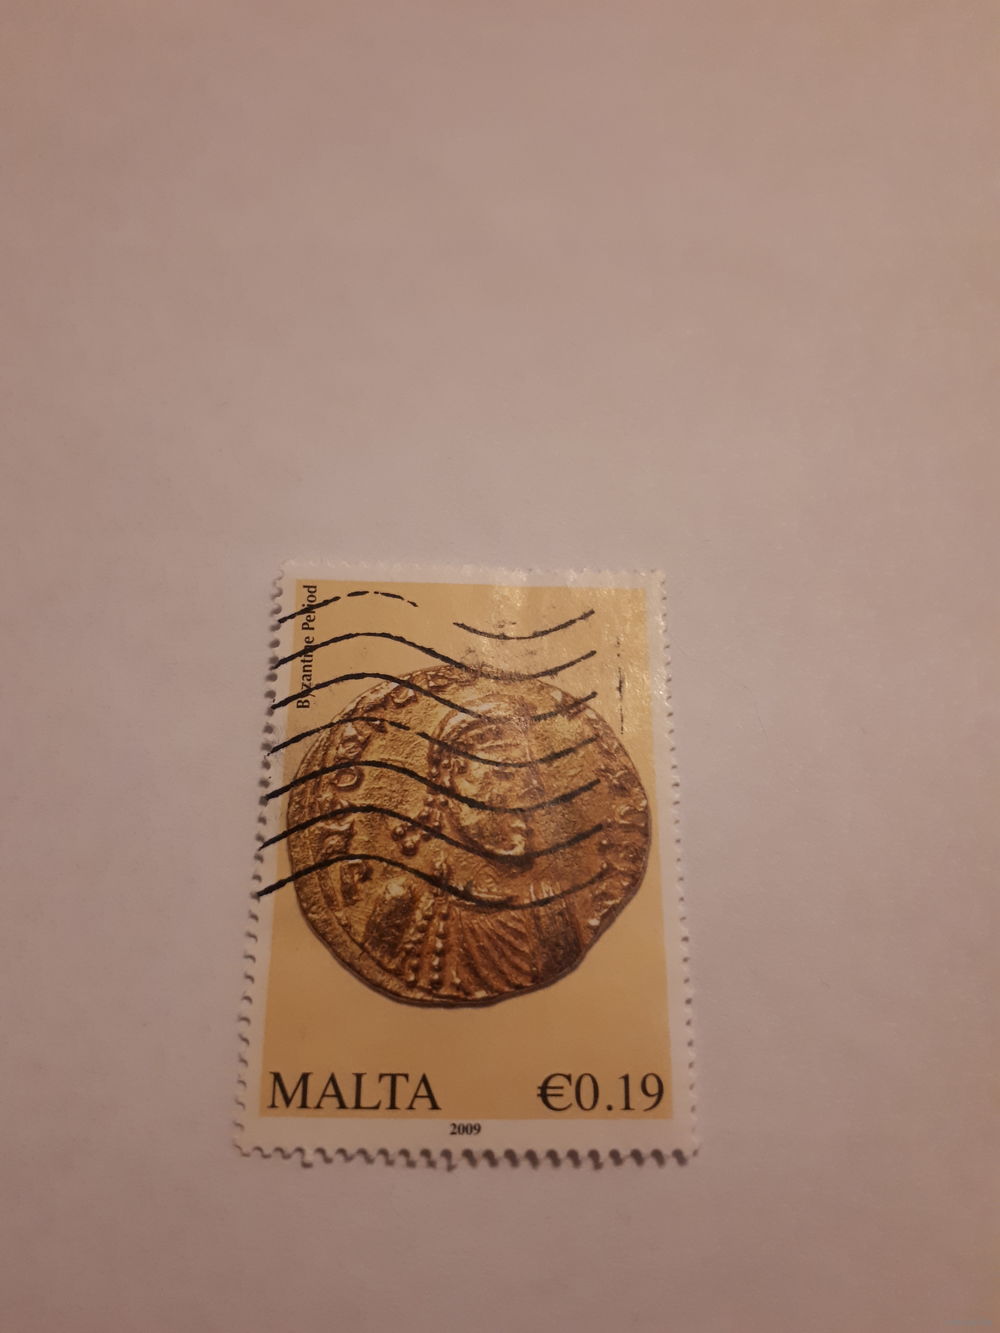 Byzantine Period
MALTA €0.19
2009